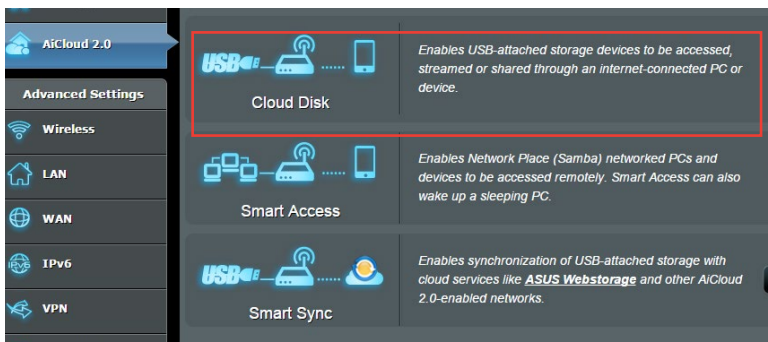 AiCloud 2.0
Advanced Settings
Wireless
LAN
WAN
IPv6
VPN
USB
Cloud Disk
Enables USB-attached storage devices to be accessed,
streamed or shared through an internet-connected PC or
device.
Smart Access
Enables Network Place (Samba) networked PCs and
devices to be accessed remotely. Smart Access can also
wake up a sleeping PC.
USB
Smart Sync
Enables synchronization of USB-attached storage with
cloud services like ASUS Webstorage and other AiCloud
2.0-enabled networks.